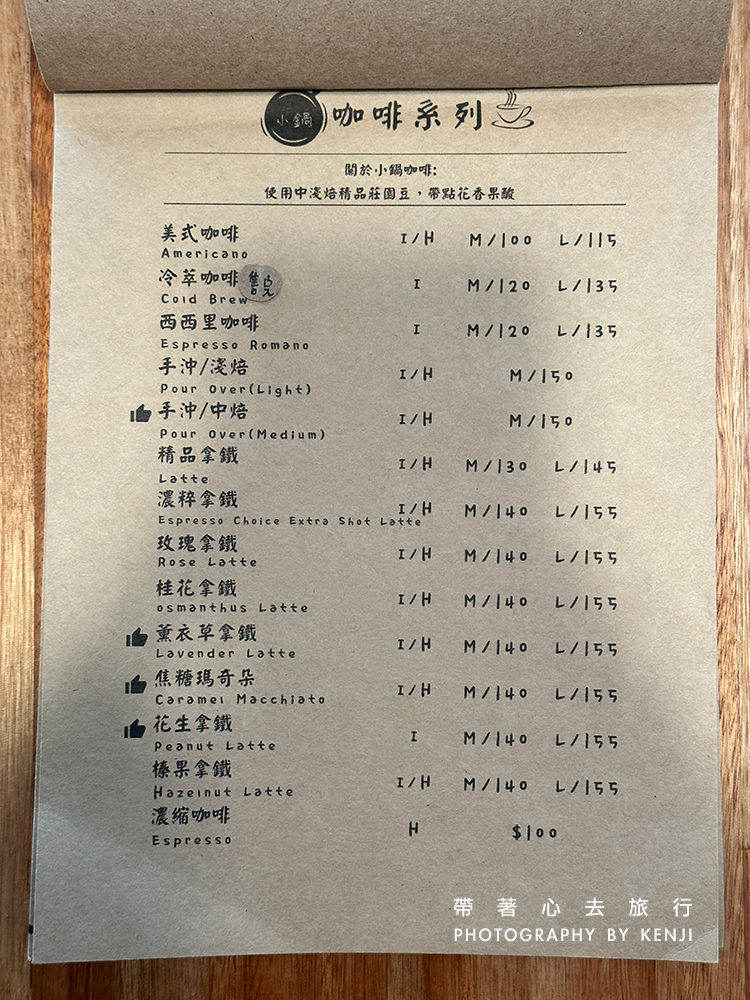 小鍋 咖啡系列
關於小鍋咖啡:
使用中淺焙精品莊園豆，帶點花香果酸
美式咖啡 I/H M/100 L/115
Americano
冷萃咖啡 售完 I M/120 L/135
Cold Brew
西西里咖啡 I M/120 L/135
Espresso Romano
手沖/淺焙 I/H M/150
Pour Over(Light)
手沖/中焙 I/H M/150
Pour Over(Medium)
精品拿鐵 I/H M/130 L/145
Latte
濃粹拿鐵 I/H M/140 L/155
Espresso Choice Extra Shot Latte
玫瑰拿鐵 I/H M/140 L/155
Rose Latte
桂花拿鐵 I/H M/140 L/155
osmanthus Latte
薰衣草拿鐵 I/H M/140 L/155
Lavender Latte
焦糖瑪奇朵 I/H M/140 L/155
Caramel Macchiato
花生拿鐵 I M/140 L/155
Peanut Latte
榛果拿鐵 I/H M/140 L/155
Hazelnut Latte
濃縮咖啡 H $100
Espresso
帶著心去旅行
PHOTOGRAPHY BY KENJI